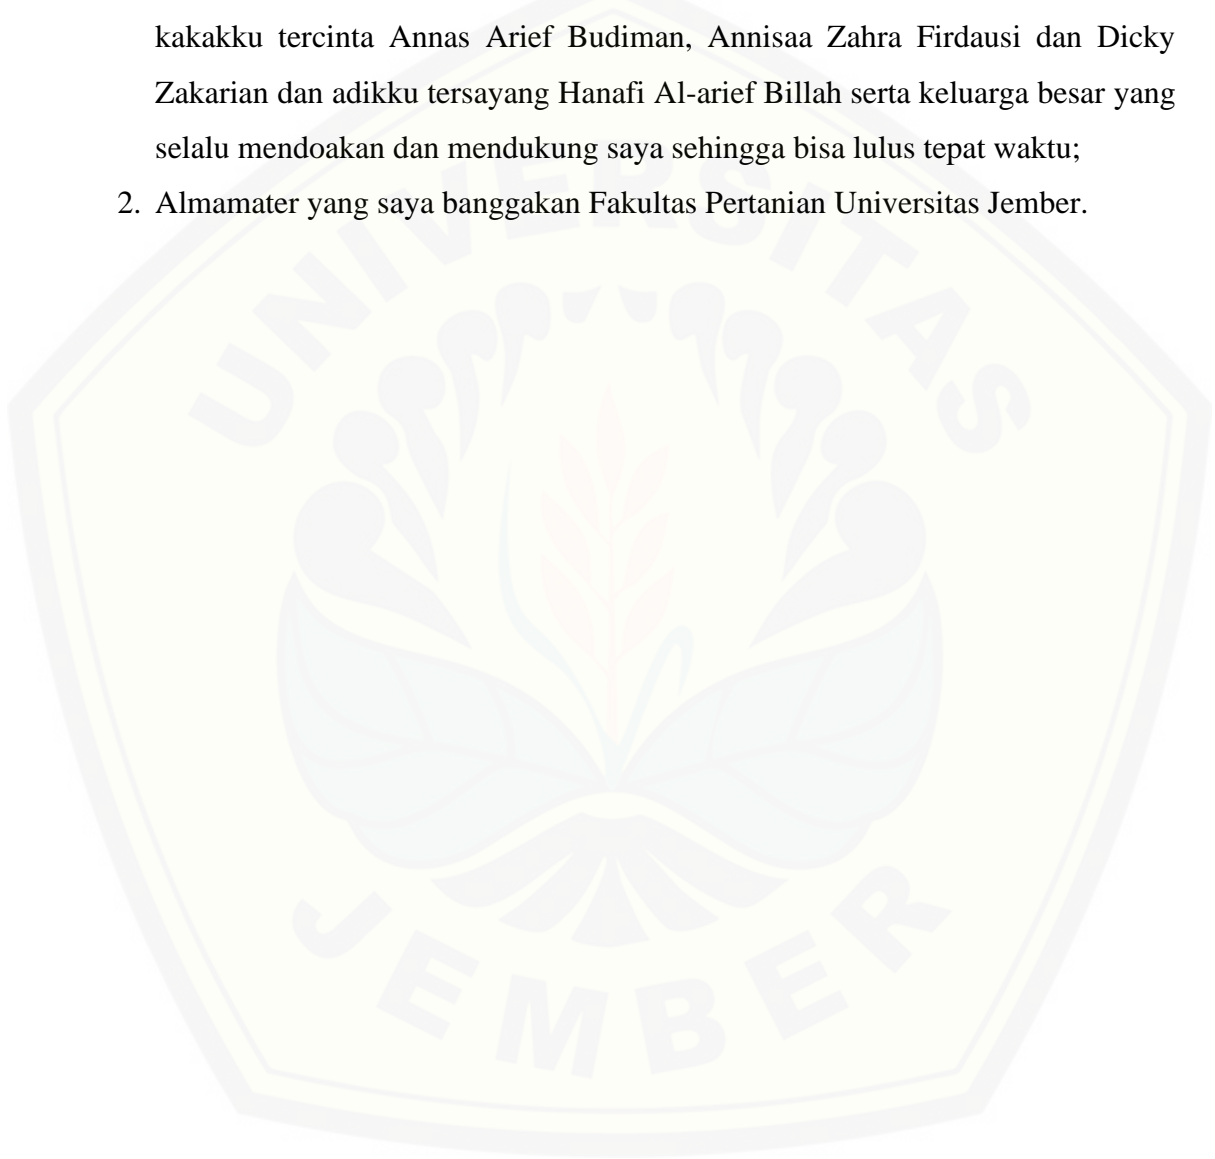 kakakku tercinta Annas Arief Budiman, Annisaa Zahra Firdausi dan Dicky
Zakarian dan adikku tersayang Hanafi Al-arief Billah serta keluarga besar yang
selalu mendoakan dan mendukung saya sehingga bisa lulus tepat waktu;
2. Almamater yang saya banggakan Fakultas Pertanian Universitas Jember.
UNIVERSITAS
JEMBER